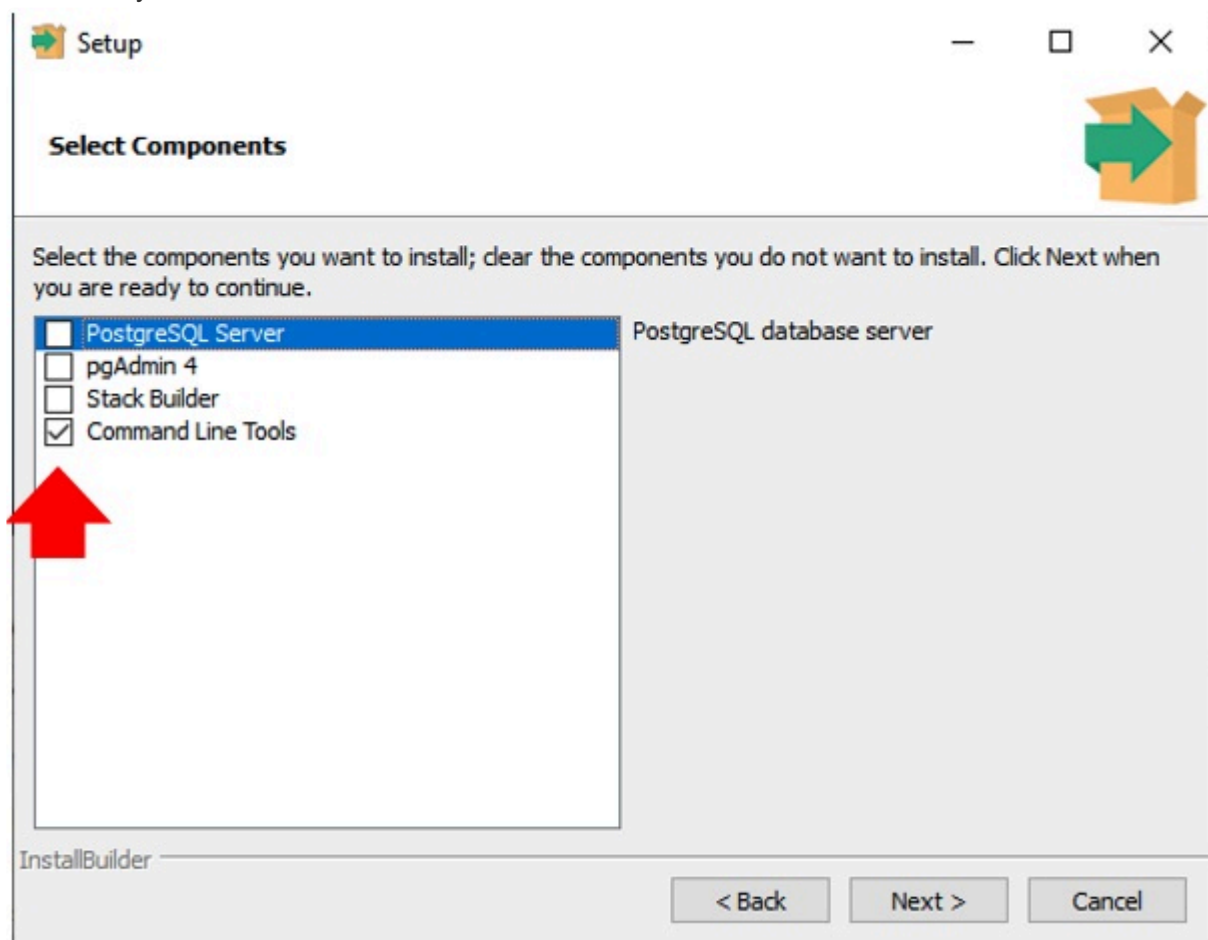 Setup
Select Components
Select the components you want to install; clear the components you do not want to install. Click Next when
you are ready to continue.
PostgreSQL Server
PostgreSQL database server
pgAdmin 4
Stack Builder
Command Line Tools
InstallBuilder
< Back
Next >
Cancel